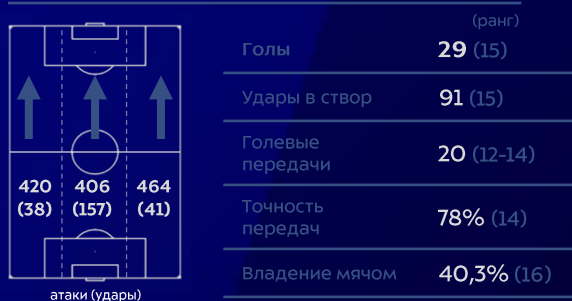 (ранг)
Голы 29 (15)
Удары в створ 91 (15)
Голевые
передачи 20 (12-14)
Точность
передач 78% (14)
Владение мячом 40,3% (16)
420 406 464
(38) (157) (41)
атаки (удары)